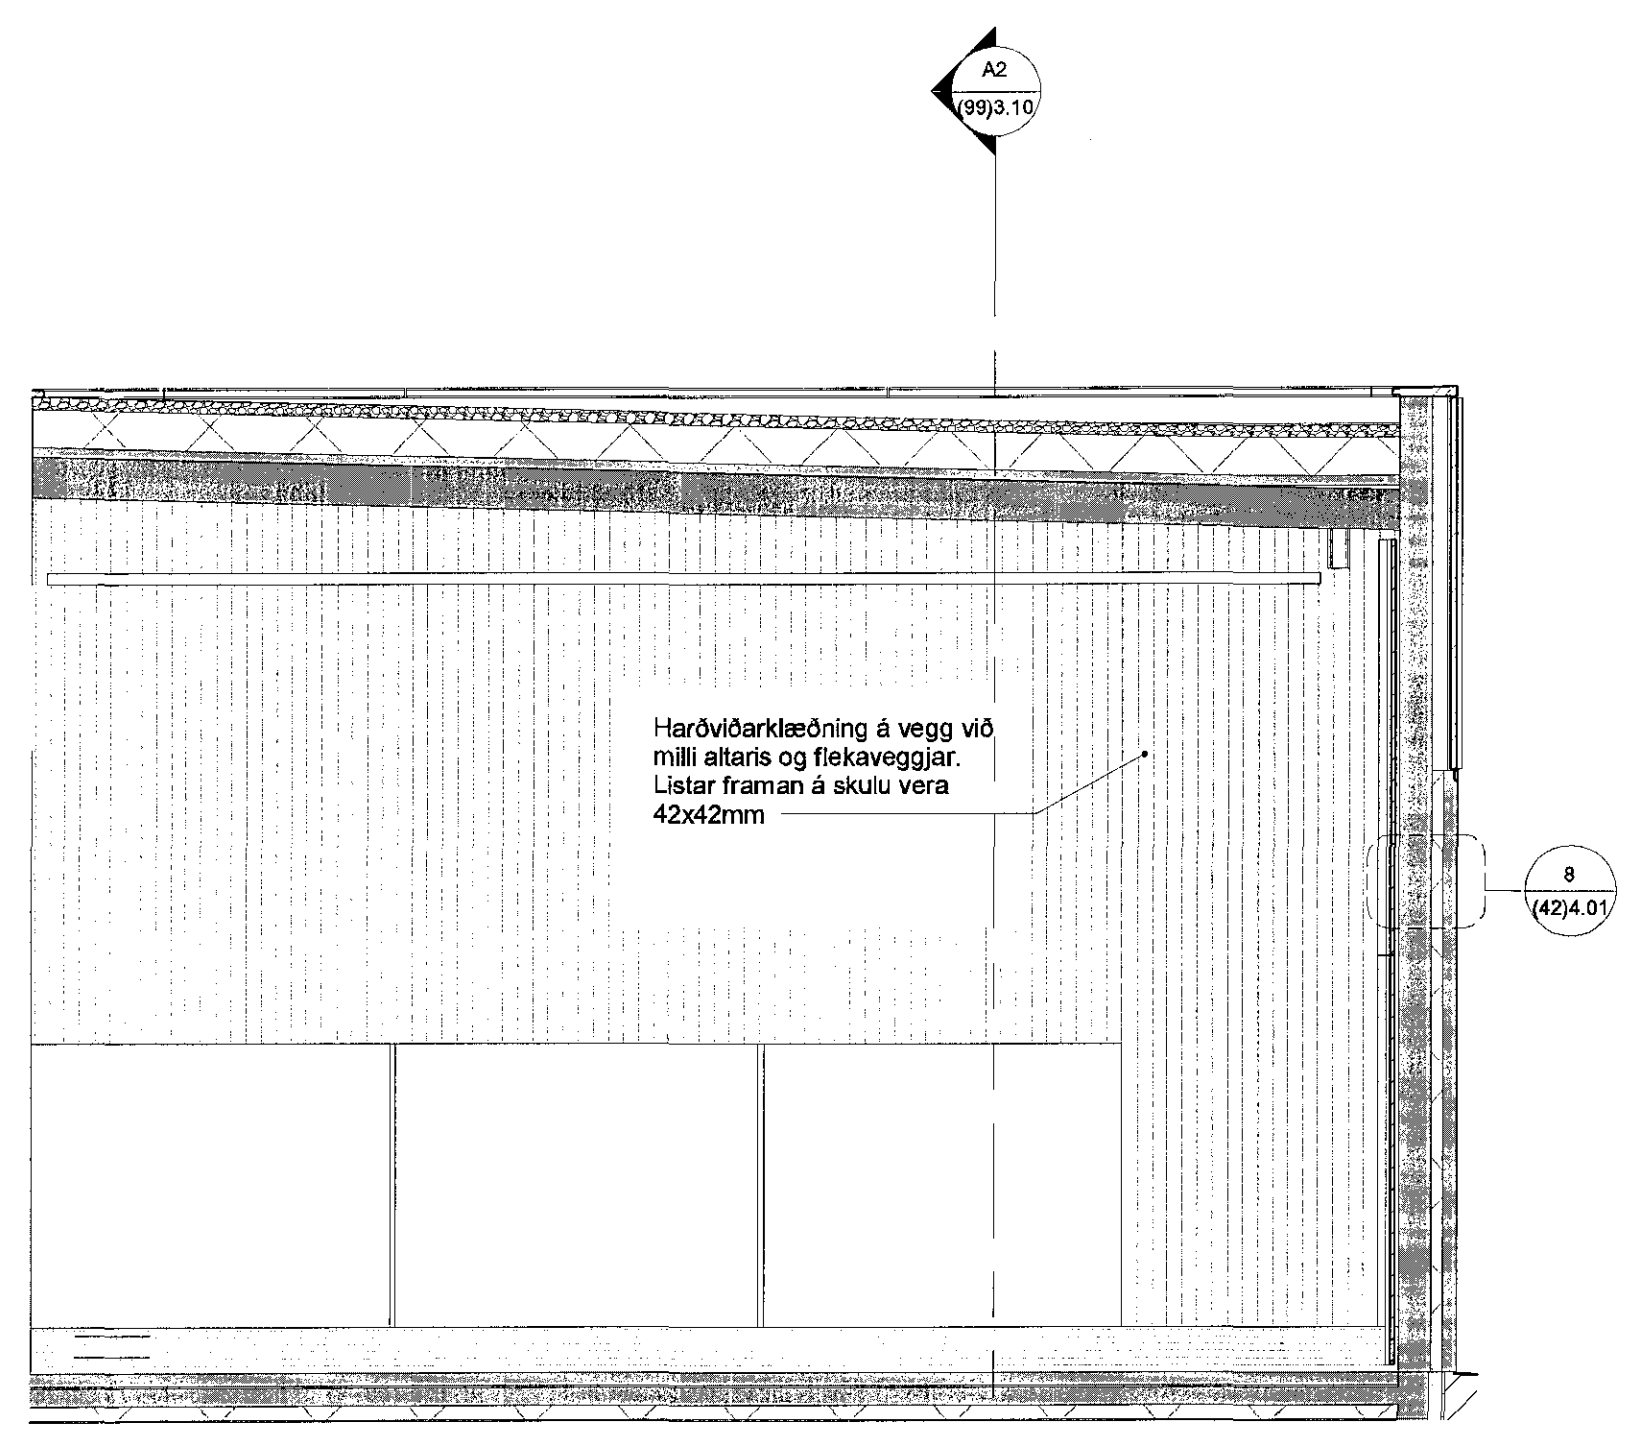 A2
(99)3.10
Harðviðarklæðning á vegg við
milli altaris og flekaveggjar.
Listar framan á skulu vera
42x42mm
8
(42)4.01